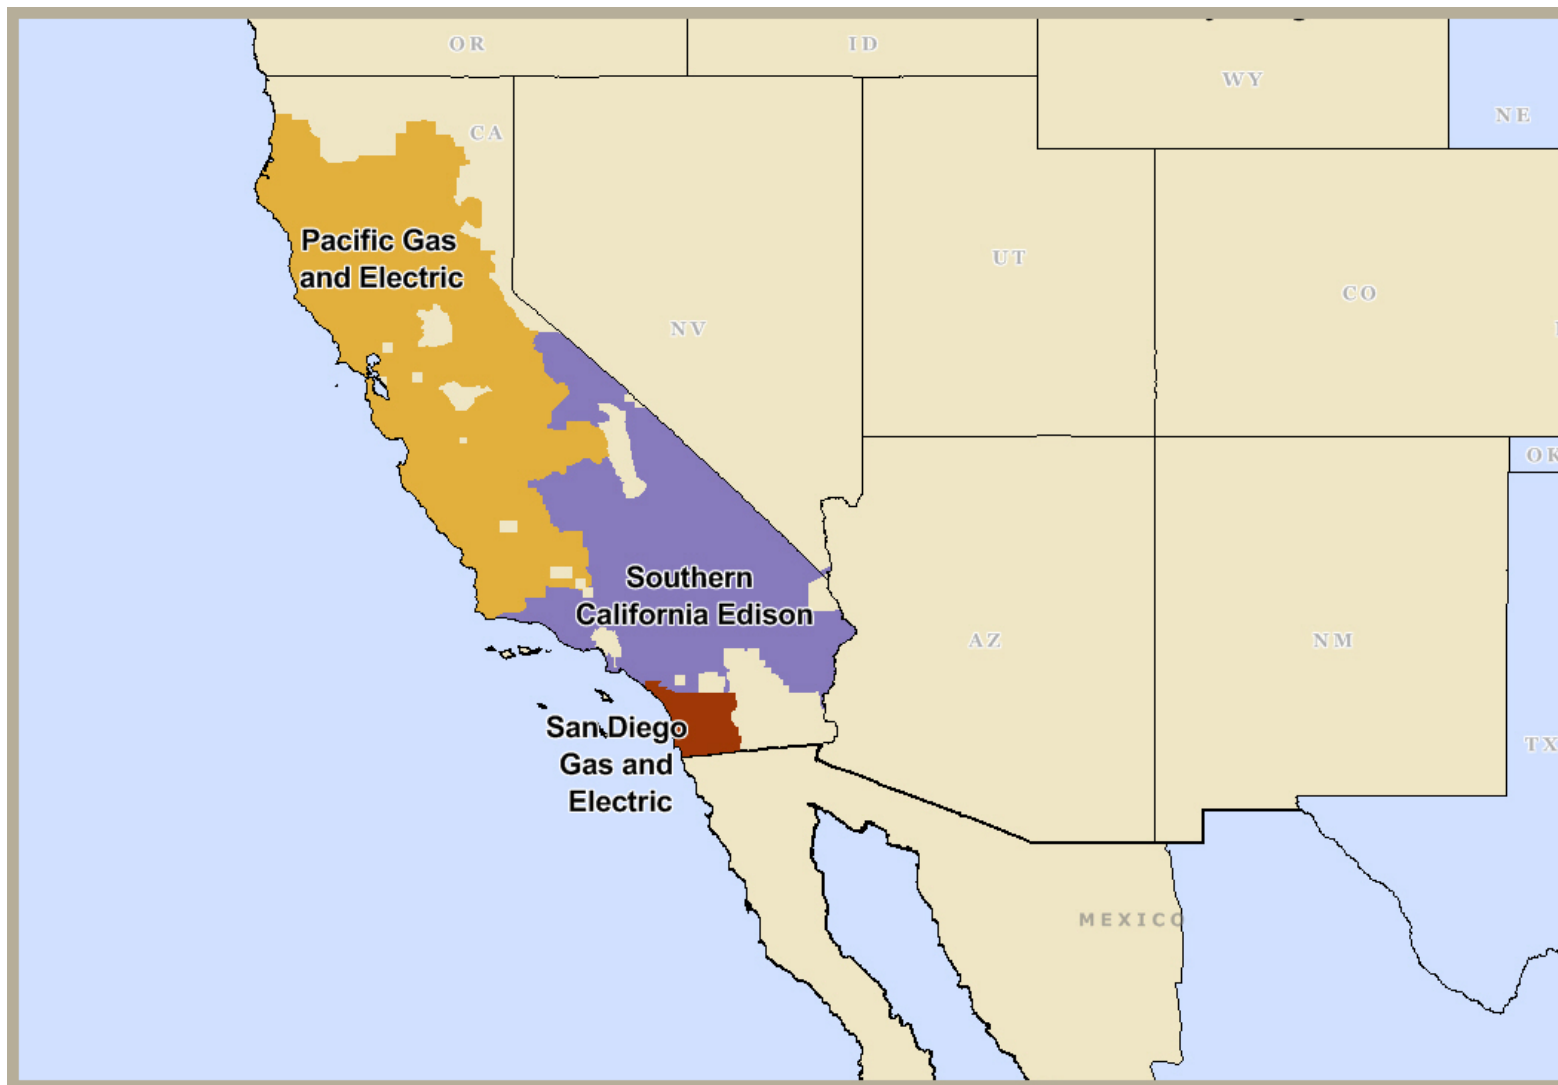 OR
ID
WY
NE
CA
Pacific Gas
and Electric
UT
CO
NV
OK
Southern
California Edison
AZ
NM
San Diego
Gas and
Electric
TX
MEXICO